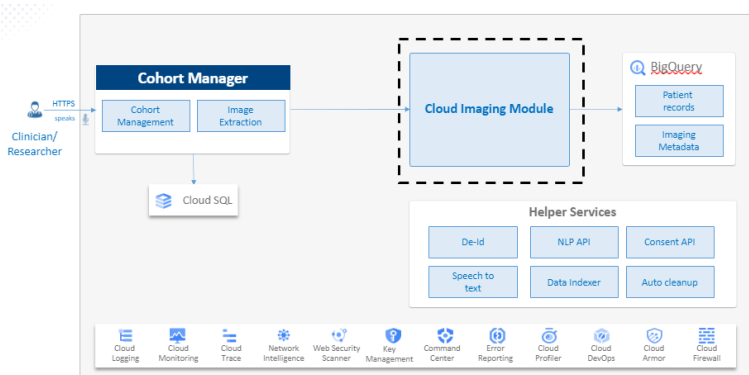 Cohort Manager
Cohort
Management
Image
Extraction
HTTPS
speaks
Clinician/
Researcher
Cloud SQL
Cloud Imaging Module
BigQuery
Patient
records
Imaging
Metadata
Helper Services
De-Id
NLP API
Consent API
Speech to
text
Data Indexer
Auto cleanup
Cloud
Logging
Cloud
Monitoring
Cloud
Trace
Network
Intelligence
Web Security
Scanner
Key
Management
Command
Center
Error
Reporting
Cloud
Profiler
Cloud
DevOps
Cloud
Armor
Cloud
Firewall